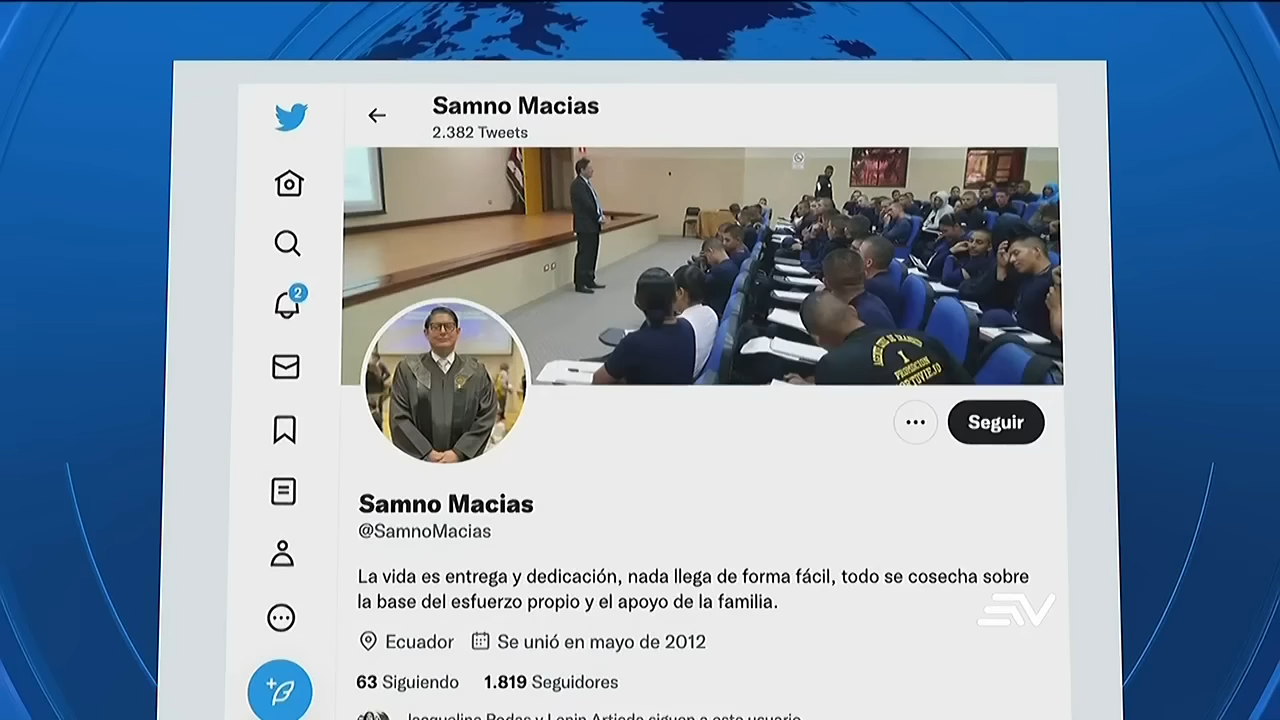 Samno Macias
2.382 Tweets
2
I
PROMOCION
Seguir
Samno Macias
@SamnoMacias
La vida es entrega y dedicación, nada llega de forma fácil, todo se cosecha sobre
la base del esfuerzo propio y el apoyo de la familia.
Ecuador Se unió en mayo de 2012
63 Siguiendo 1.819 Seguidores